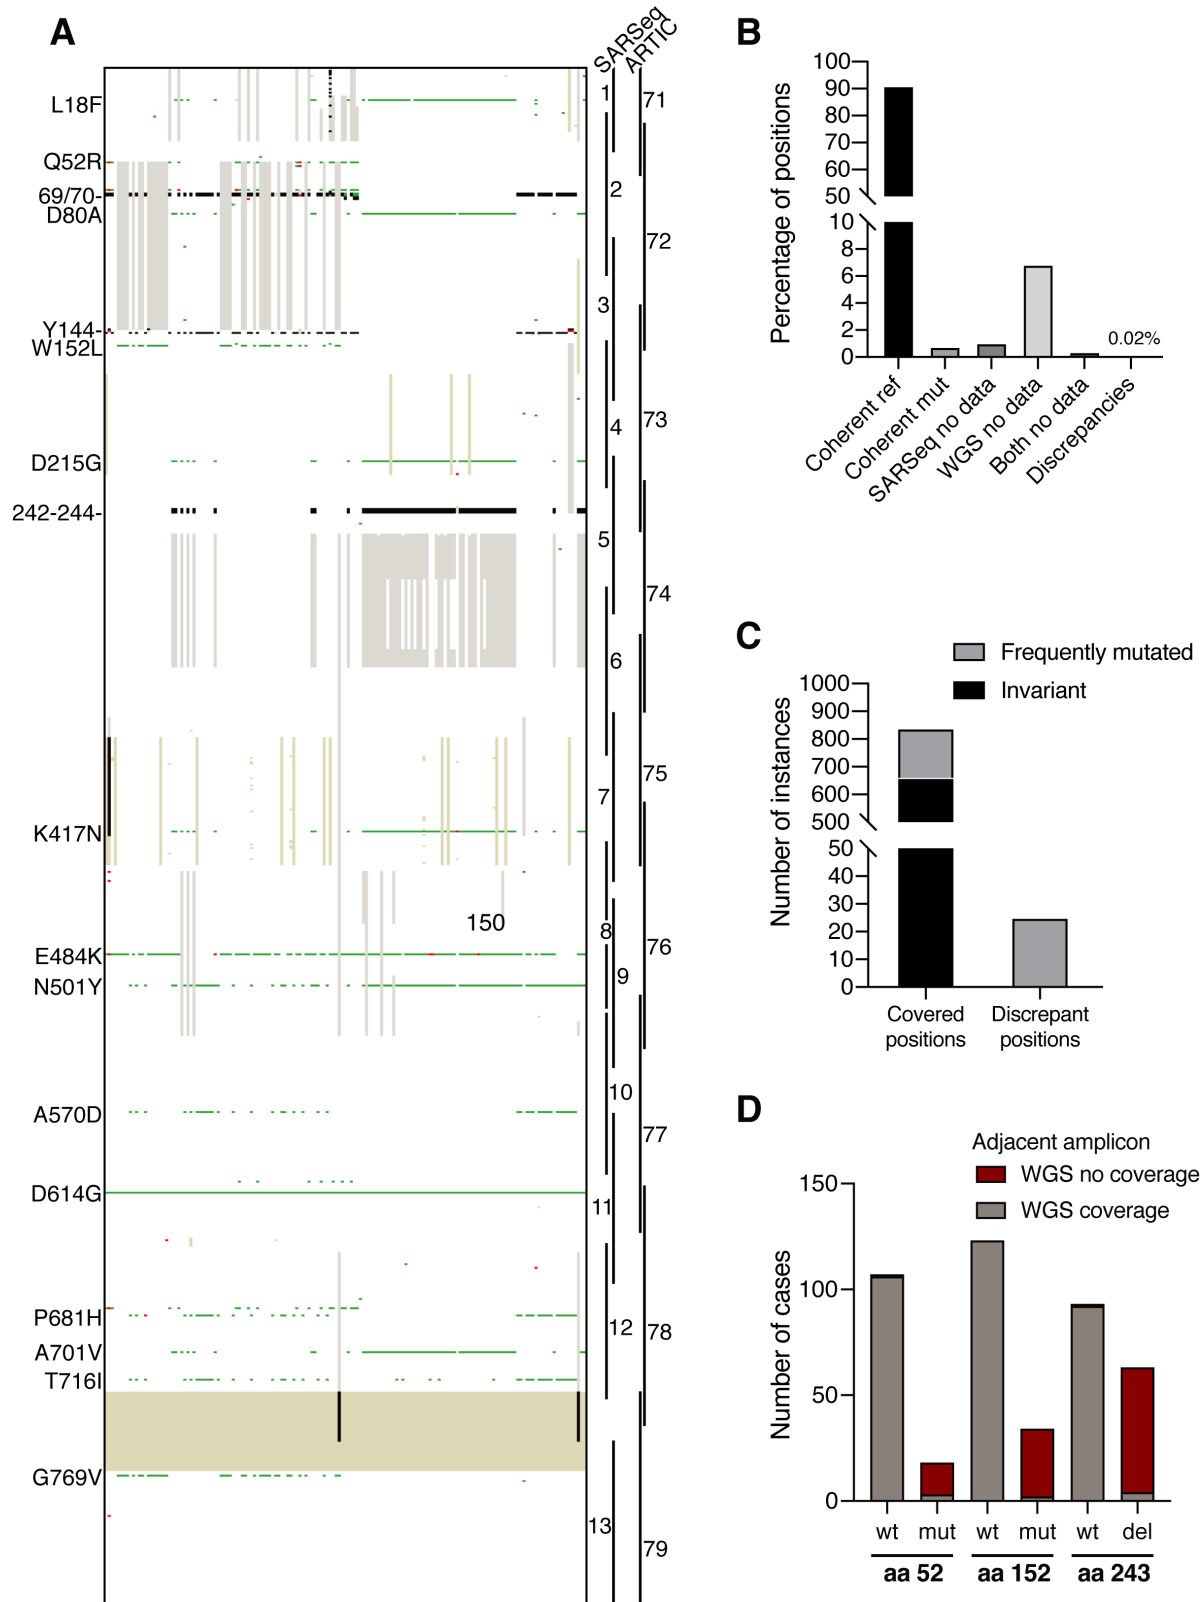 A
SARSeq
ARTIC
L18F
Q52R
69/70-
D80A
Y144-
W152L
D215G
242-244-
K417N
E484K
N501Y
A570D
D614G
P681H
A701V
T716I
G769V
150
1
2
3
4
5
6
7
8
9
10
11
12
13
71
72
73
74
75
76
77
78
79
B
Percentage of positions
100
90
80
70
60
50
10
8
6
4
2
0
0.02%
Coherent ref
Coherent mut
SARSeq no data
WGS no data
Both no data
Discrepancies
C
Frequently mutated
Invariant
Number of instances
1000
900
800
700
600
500
50
40
30
20
10
0
Covered
positions
Discrepant
positions
D
Adjacent amplicon
WGS no coverage
WGS coverage
Number of cases
150
100
50
0
wt mut wt mut wt del
aa 52 aa 152 aa 243